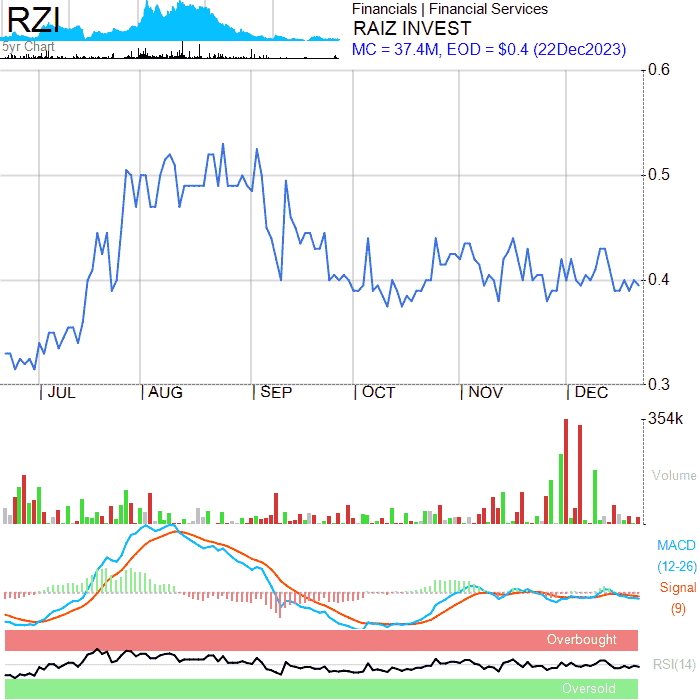 RZI
5yr Chart
Financials | Financial Services
RAIZ INVEST
MC = 37.4M, EOD = $0.4 (22Dec2023)
0.6
0.5
0.4
0.3
JUL AUG SEP OCT NOV DEC
354k
Volume
MACD
(12-26)
Signal
(9)
Overbought
RSI(14)
Oversold